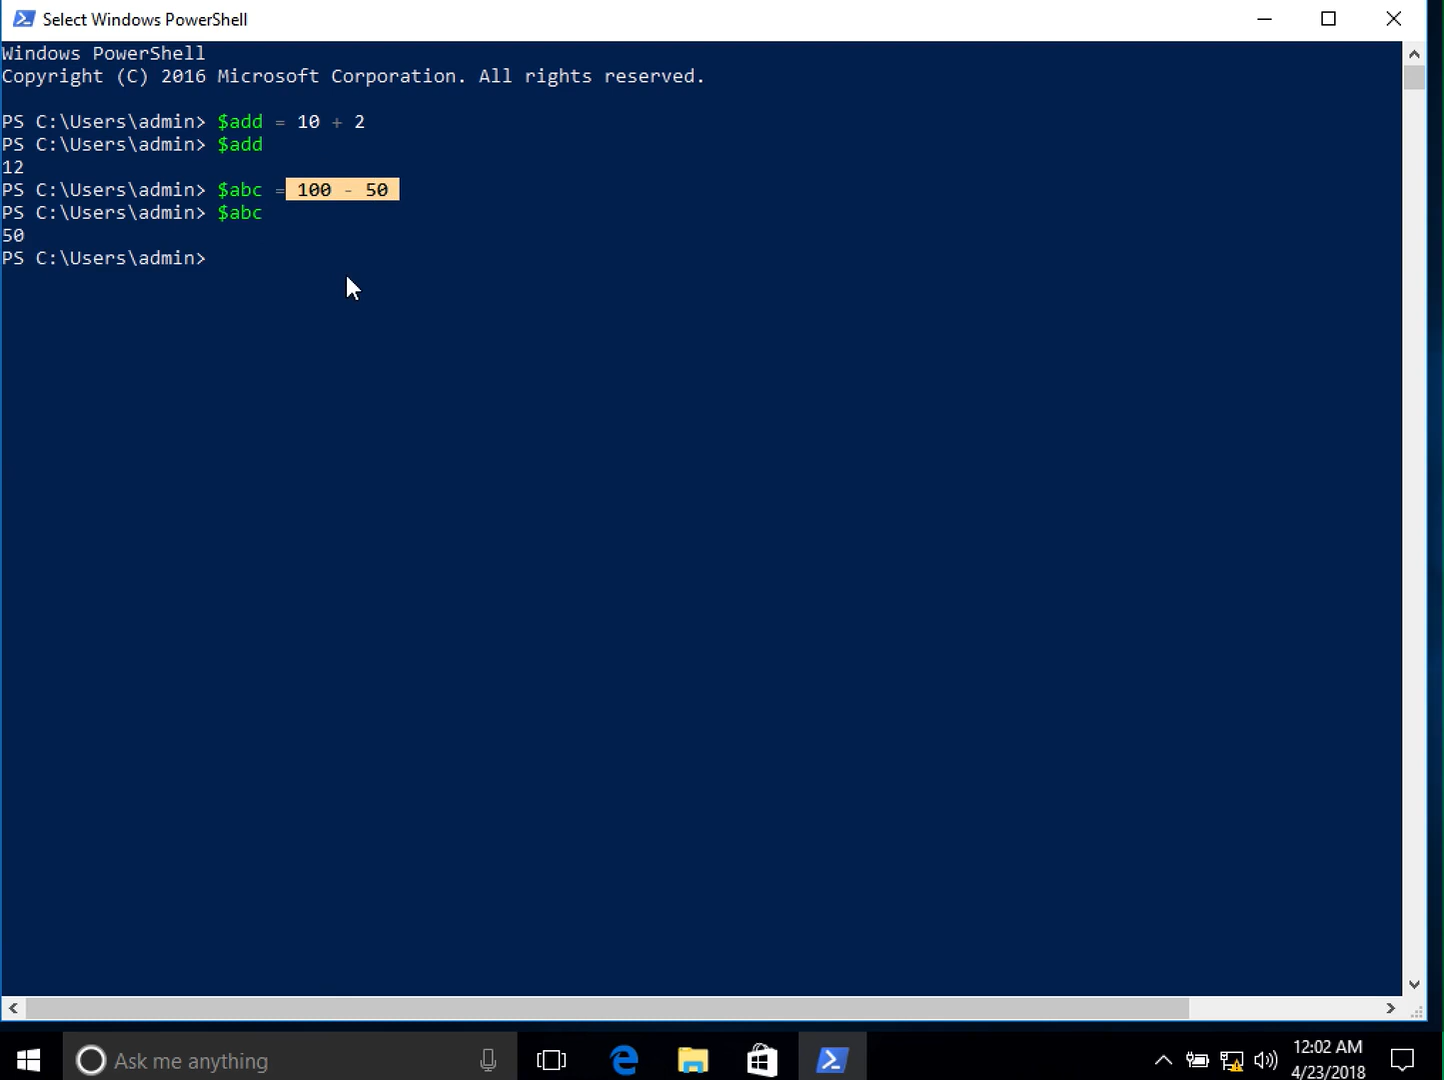 Select Windows PowerShell
Windows PowerShell
Copyright (C) 2016 Microsoft Corporation. All rights reserved.
PS C:\Users\admin> $add = 10 + 2
PS C:\Users\admin> $add
12
PS C:\Users\admin> $abc = 100 - 50
PS C:\Users\admin> $abc
50
PS C:\Users\admin>
Ask me anything
12:02 AM
4/23/2018